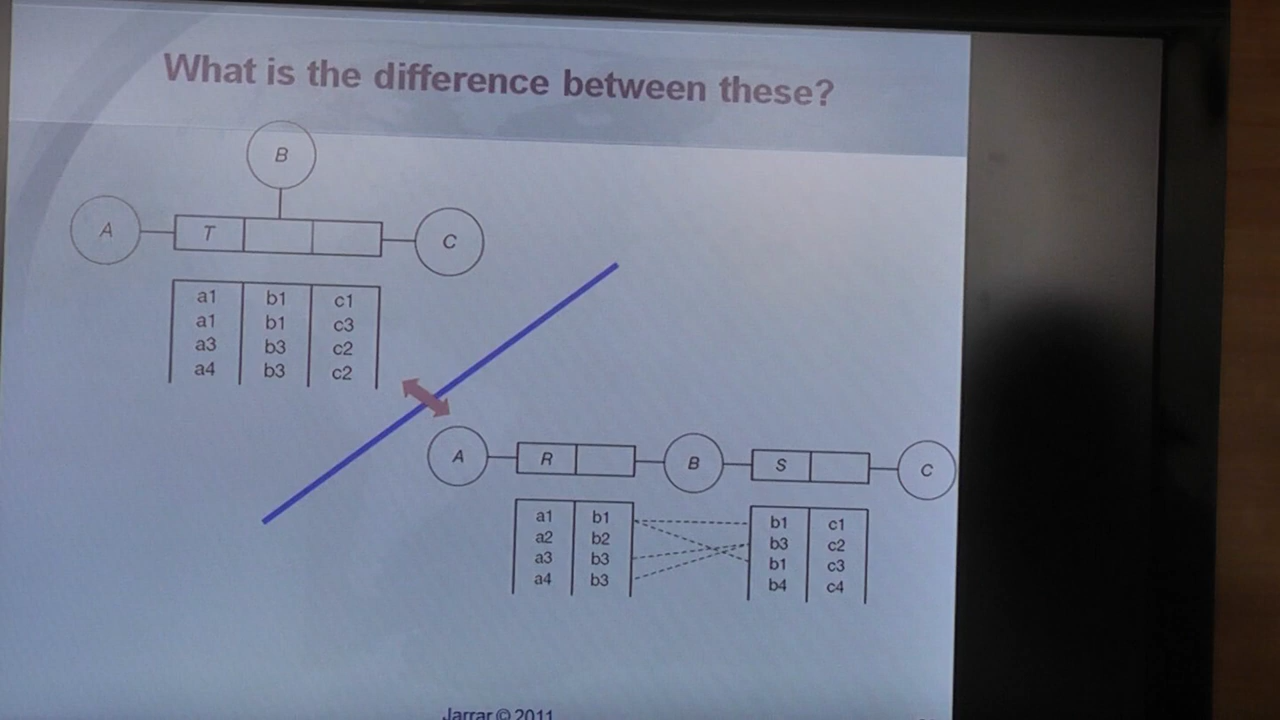 What is the difference between these?
B
A T C
a1 b1 c1
a1 b1 c3
a3 b3 c2
a4 b3 c2
A R B S C
a1 b1 b1 c1
a2 b2 b3 c2
a3 b3 b1 c3
a4 b3 b4 c4
Jarrar © 2011